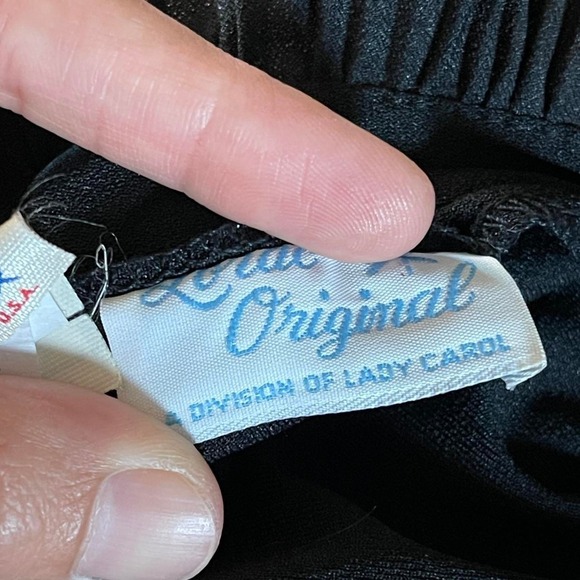 Original
A DIVISION OF LADY CAROL
U.S.A.